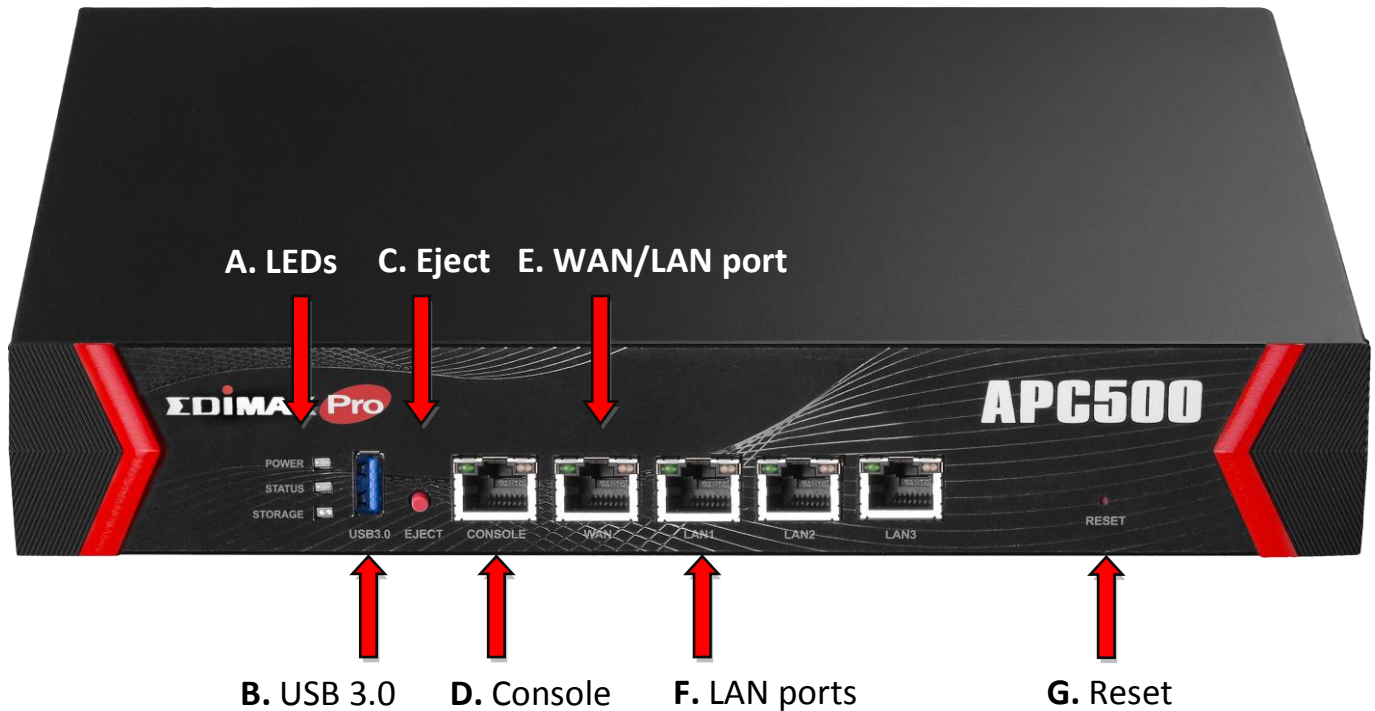 A. LEDs C. Eject E. WAN/LAN port
EDIMAX Pro
APC500
POWER
STATUS
STORAGE
USB3.0 EJECT CONSOLE WAN LAN1 LAN2 LAN3
RESET
B. USB 3.0 D. Console F. LAN ports G. Reset